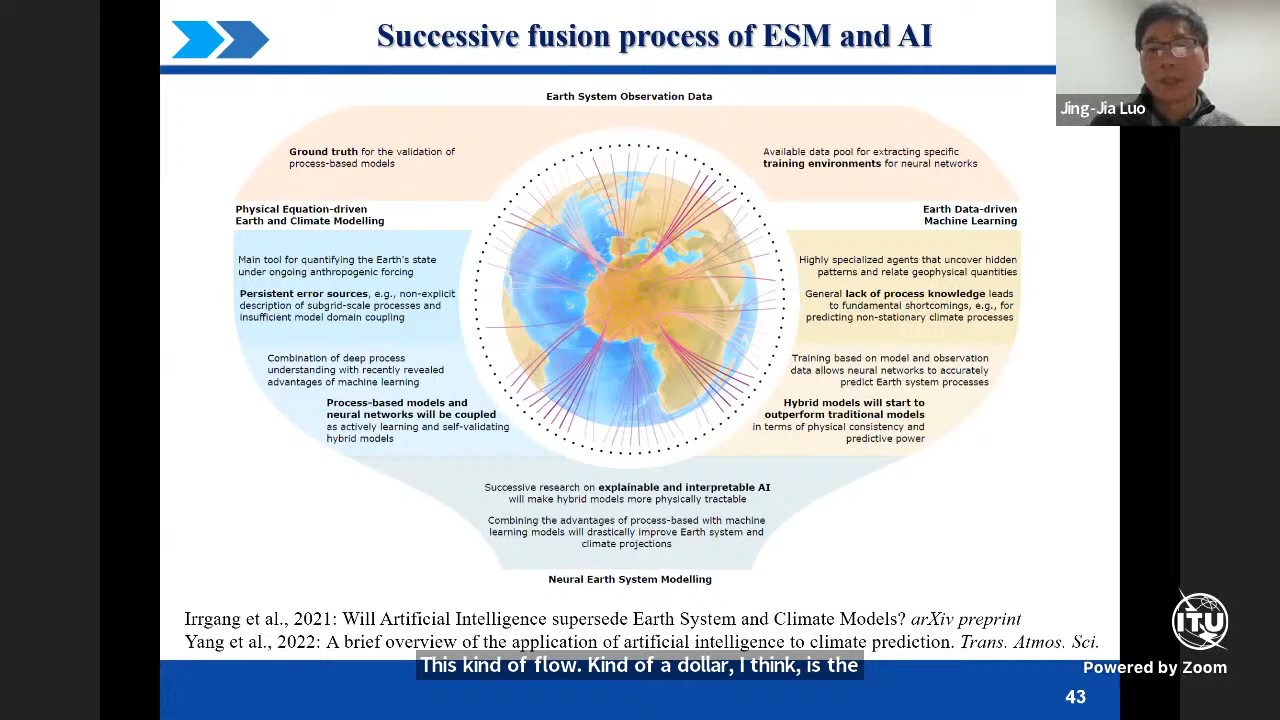 Successive fusion process of ESM and AI
Jing-Jia Luo
Earth System Observation Data
Ground truth for the validation of
process-based models
Available data pool for extracting specific
training environments for neural networks
Physical Equation-driven
Earth and Climate Modelling
Earth Data-driven
Machine Learning
Main tool for quantifying the Earth's state
under ongoing anthropogenic forcing
Persistent error sources, e.g., non-explicit
description of subgrid-scale processes and
insufficient model domain coupling
Highly specialized agents that uncover hidden
patterns and relate geophysical quantities
General lack of process knowledge leads
to fundamental shortcomings, e.g., for
predicting non-stationary climate processes
Combination of deep process
understanding with recently revealed
advantages of machine learning
Process-based models and
neural networks will be coupled
as actively learning and self-validating
hybrid models
Training based on model and observation
data allows neural networks to accurately
predict Earth system processes
Hybrid models will start to
outperform traditional models
in terms of physical consistency and
predictive power
Successive research on explainable and interpretable AI
will make hybrid models more physically tractable
Combining the advantages of process-based with machine
learning models will drastically improve Earth system and
climate projections
Neural Earth System Modelling
Irrgang et al., 2021: Will Artificial Intelligence supersede Earth System and Climate Models? arXiv preprint
Yang et al., 2022: A brief overview of the application of artificial intelligence to climate prediction. Trans. Atmos. Sci.
This kind of flow. Kind of a dollar, I think, is the
ITU
Powered by Zoom
43